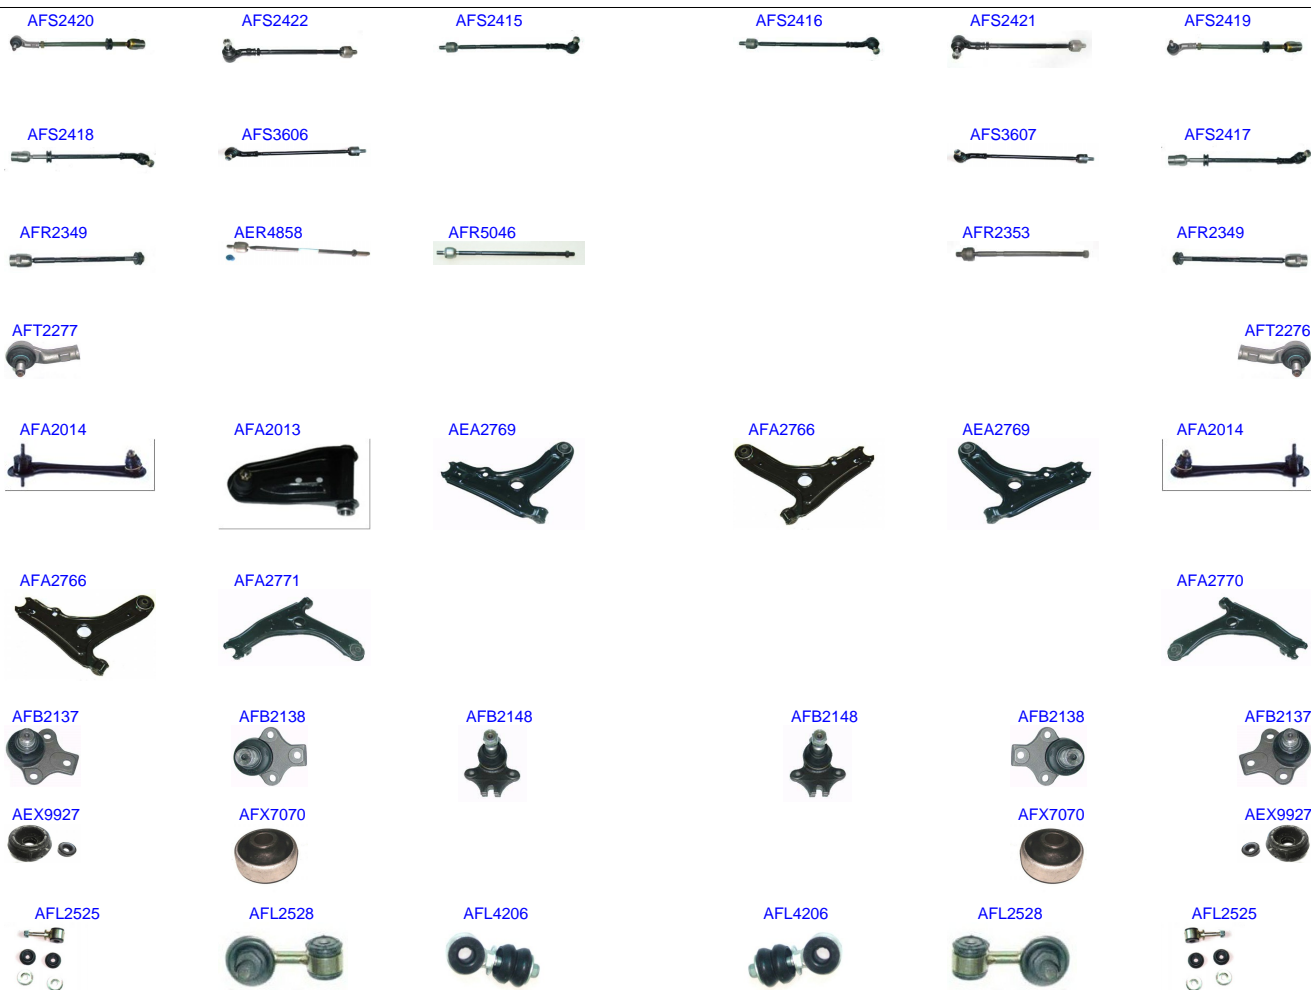 AFS2420 AFS2422 AFS2415 AFS2416 AFS2421 AFS2419
AFS2418 AFS3606 AFS3607 AFS2417
AFR2349 AER4858 AFR5046 AFR2353 AFR2349
AFT2277 AFT2276
AFA2014 AFA2013 AEA2769 AFA2766 AEA2769 AFA2014
AFA2766 AFA2771 AFA2770
AFB2137 AFB2138 AFB2148 AFB2148 AFB2138 AFB2137
AEX9927 AFX7070 AFX7070 AEX9927
AFL2525 AFL2528 AFL4206 AFL4206 AFL2528 AFL2525